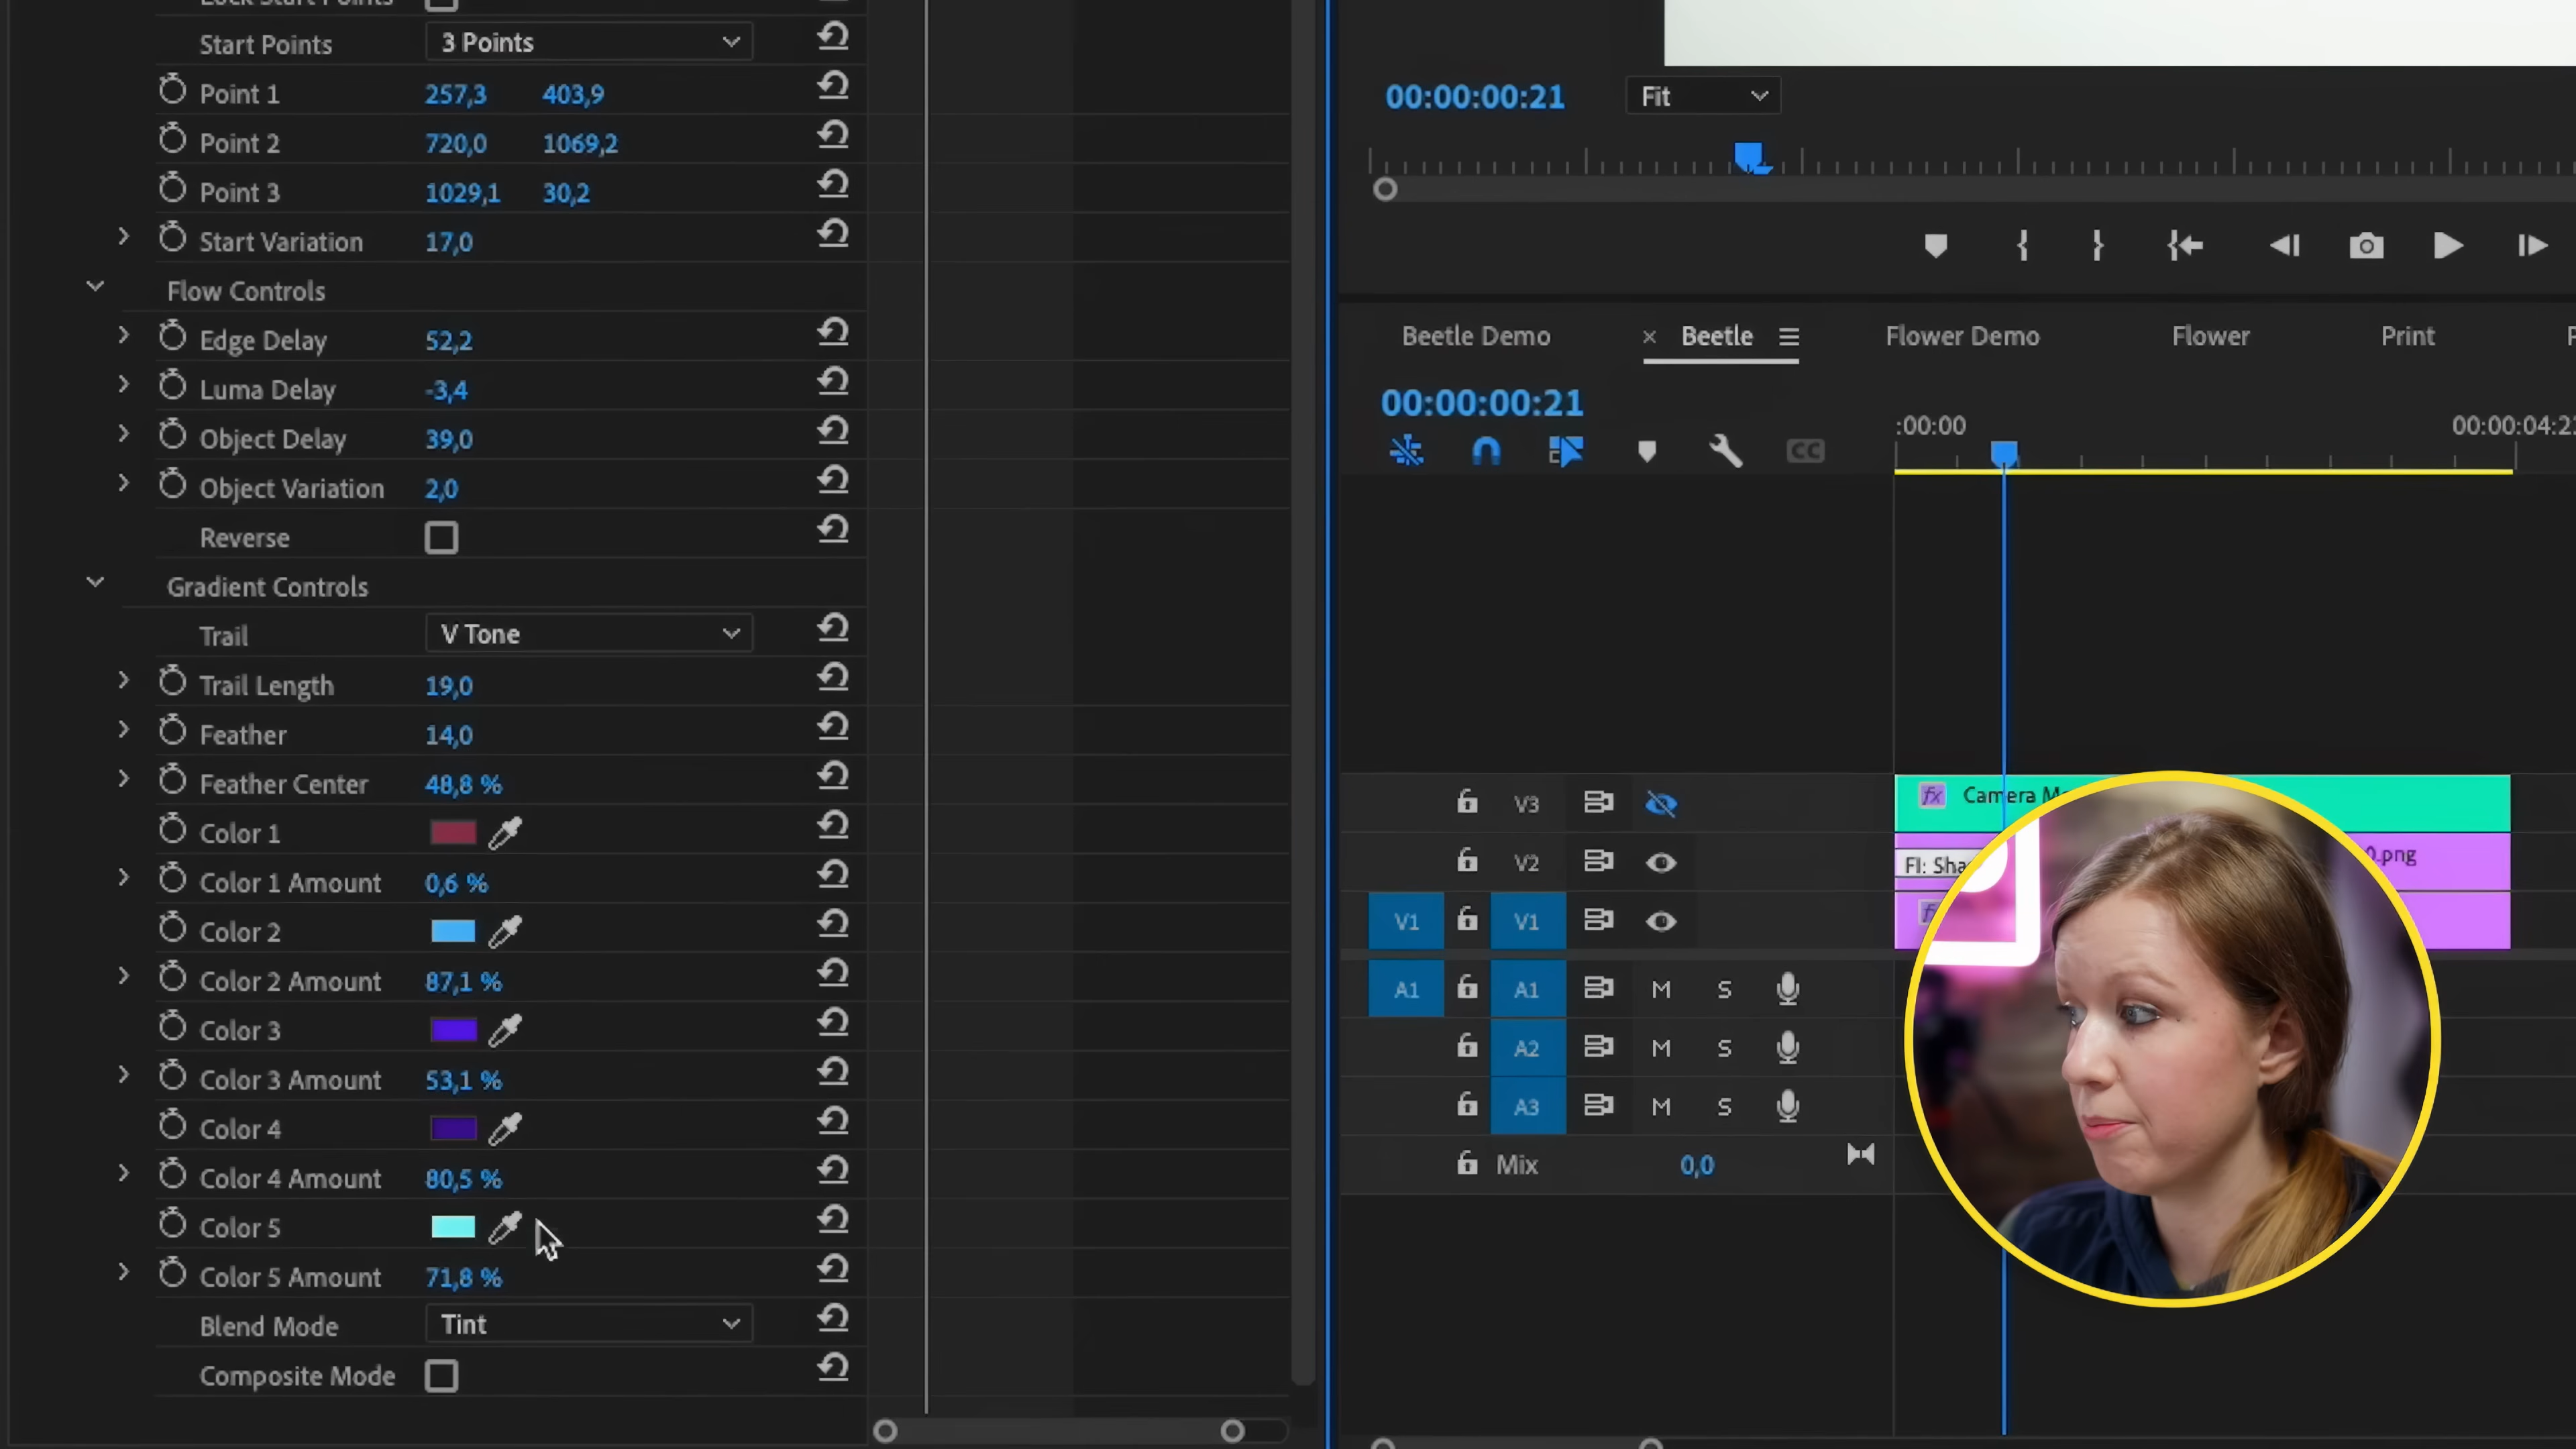 Lock Start Points
Start Points 3 Points
Point 1 257,3 403,9
Point 2 720,0 1069,2
Point 3 1029,1 30,2
Start Variation 17,0
Flow Controls
Edge Delay 52,2
Luma Delay -3,4
Object Delay 39,0
Object Variation 2,0
Reverse
Gradient Controls
Trail V Tone
Trail Length 19,0
Feather 14,0
Feather Center 48,8 %
Color 1
Color 1 Amount 0,6 %
Color 2
Color 2 Amount 87,1 %
Color 3
Color 3 Amount 53,1 %
Color 4
Color 4 Amount 80,5 %
Color 5
Color 5 Amount 71,8 %
Blend Mode Tint
Composite Mode
00:00:00:21 Fit
Beetle Demo × Beetle Flower Demo Flower Print
00:00:00:21
:00:00 00:00:04:2
CC
V3 fx Camera M
V2 FI: Sha 0.png
V1 V1
A1 A1 M S
A2 M S
A3 M S
Mix 0,0